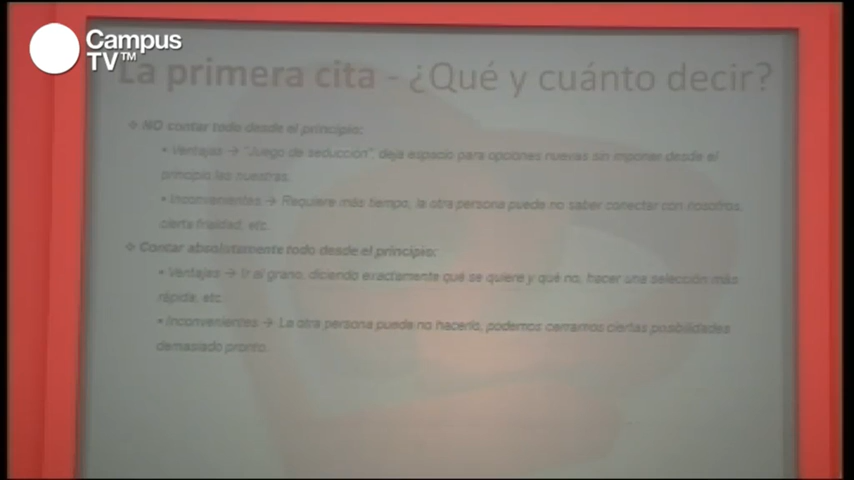 Campus
TV™
La primera cita - ¿Qué y cuánto decir?
❖ NO contar todo desde el principio:
• Ventajas → "Juego de seducción", deja espacio para opciones nuevas sin imponer desde el
principio las nuestras.
• Inconvenientes → Requiere más tiempo, la otra persona puede no saber conectar con nosotros,
cierta frialdad, etc.
❖ Contar absolutamente todo desde el principio:
• Ventajas → Ir al grano, diciendo exactamente qué se quiere y qué no, hacer una selección más
rápida, etc.
• Inconvenientes → La otra persona puede no hacerlo, podemos cerrarnos ciertas posibilidades
demasiado pronto.